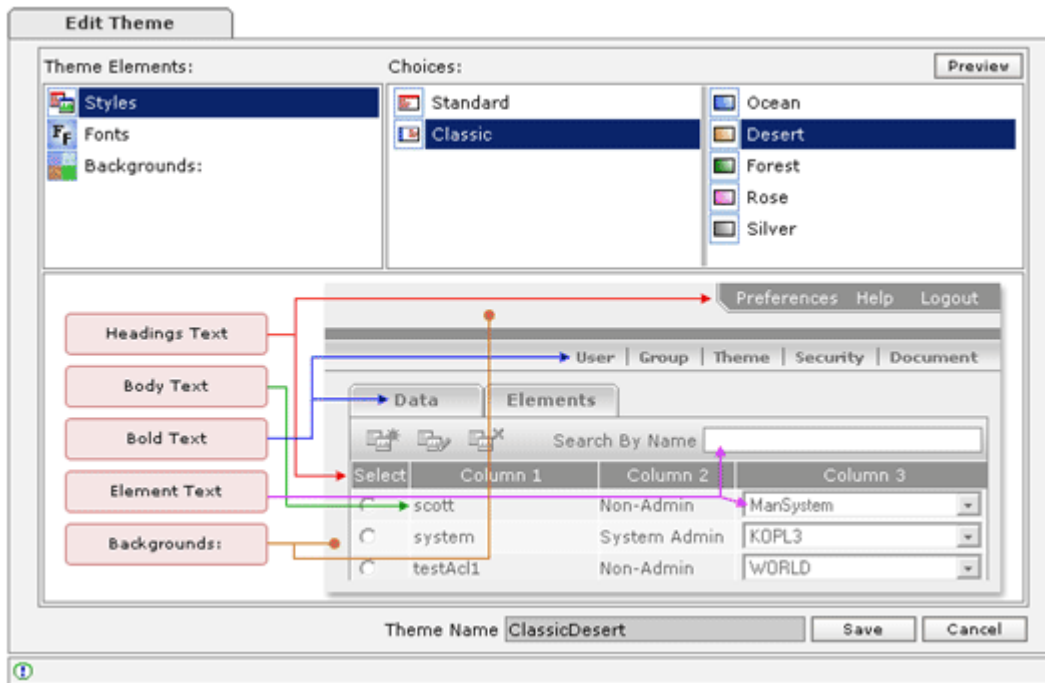 Edit Theme
Theme Elements:
Choices:
Preview
Styles
Fonts
Backgrounds:
Standard
Classic
Ocean
Desert
Forest
Rose
Silver
Headings Text
Body Text
Bold Text
Element Text
Backgrounds:
Preferences Help Logout
User | Group | Theme | Security | Document
Data Elements
Search By Name
Select Column 1 Column 2 Column 3
scott Non-Admin ManSystem
system System Admin KOPL3
testAcl1 Non-Admin WORLD
Theme Name ClassicDesert Save Cancel